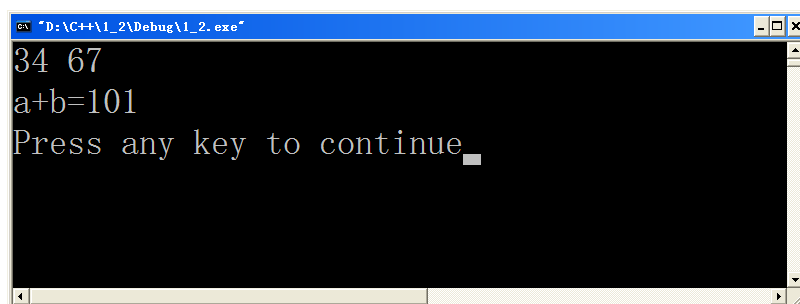 "D:\C++\1_2\Debug\1_2.exe"
34 67
a+b=101
Press any key to continue